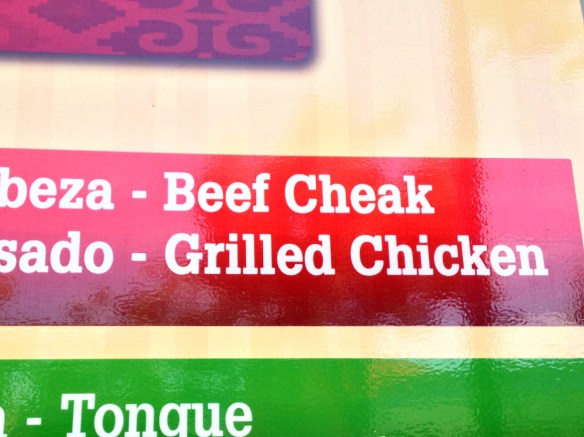 beza - Beef Cheak
sado - Grilled Chicken
- Tongue